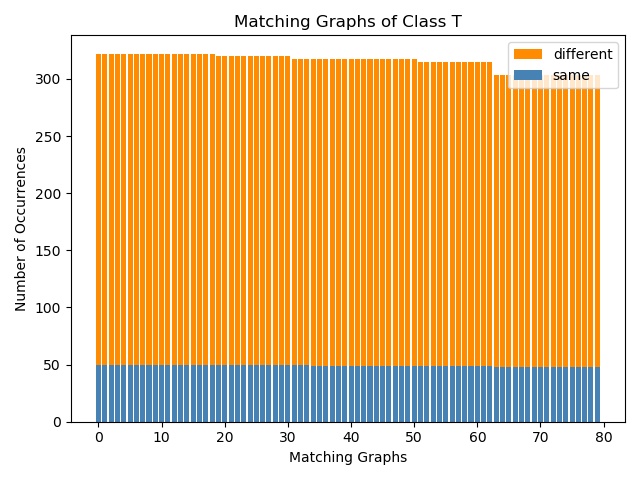 Matching Graphs of Class T
different
same
Number of Occurrences
300
250
200
150
100
50
0
0 10 20 30 40 50 60 70 80
Matching Graphs